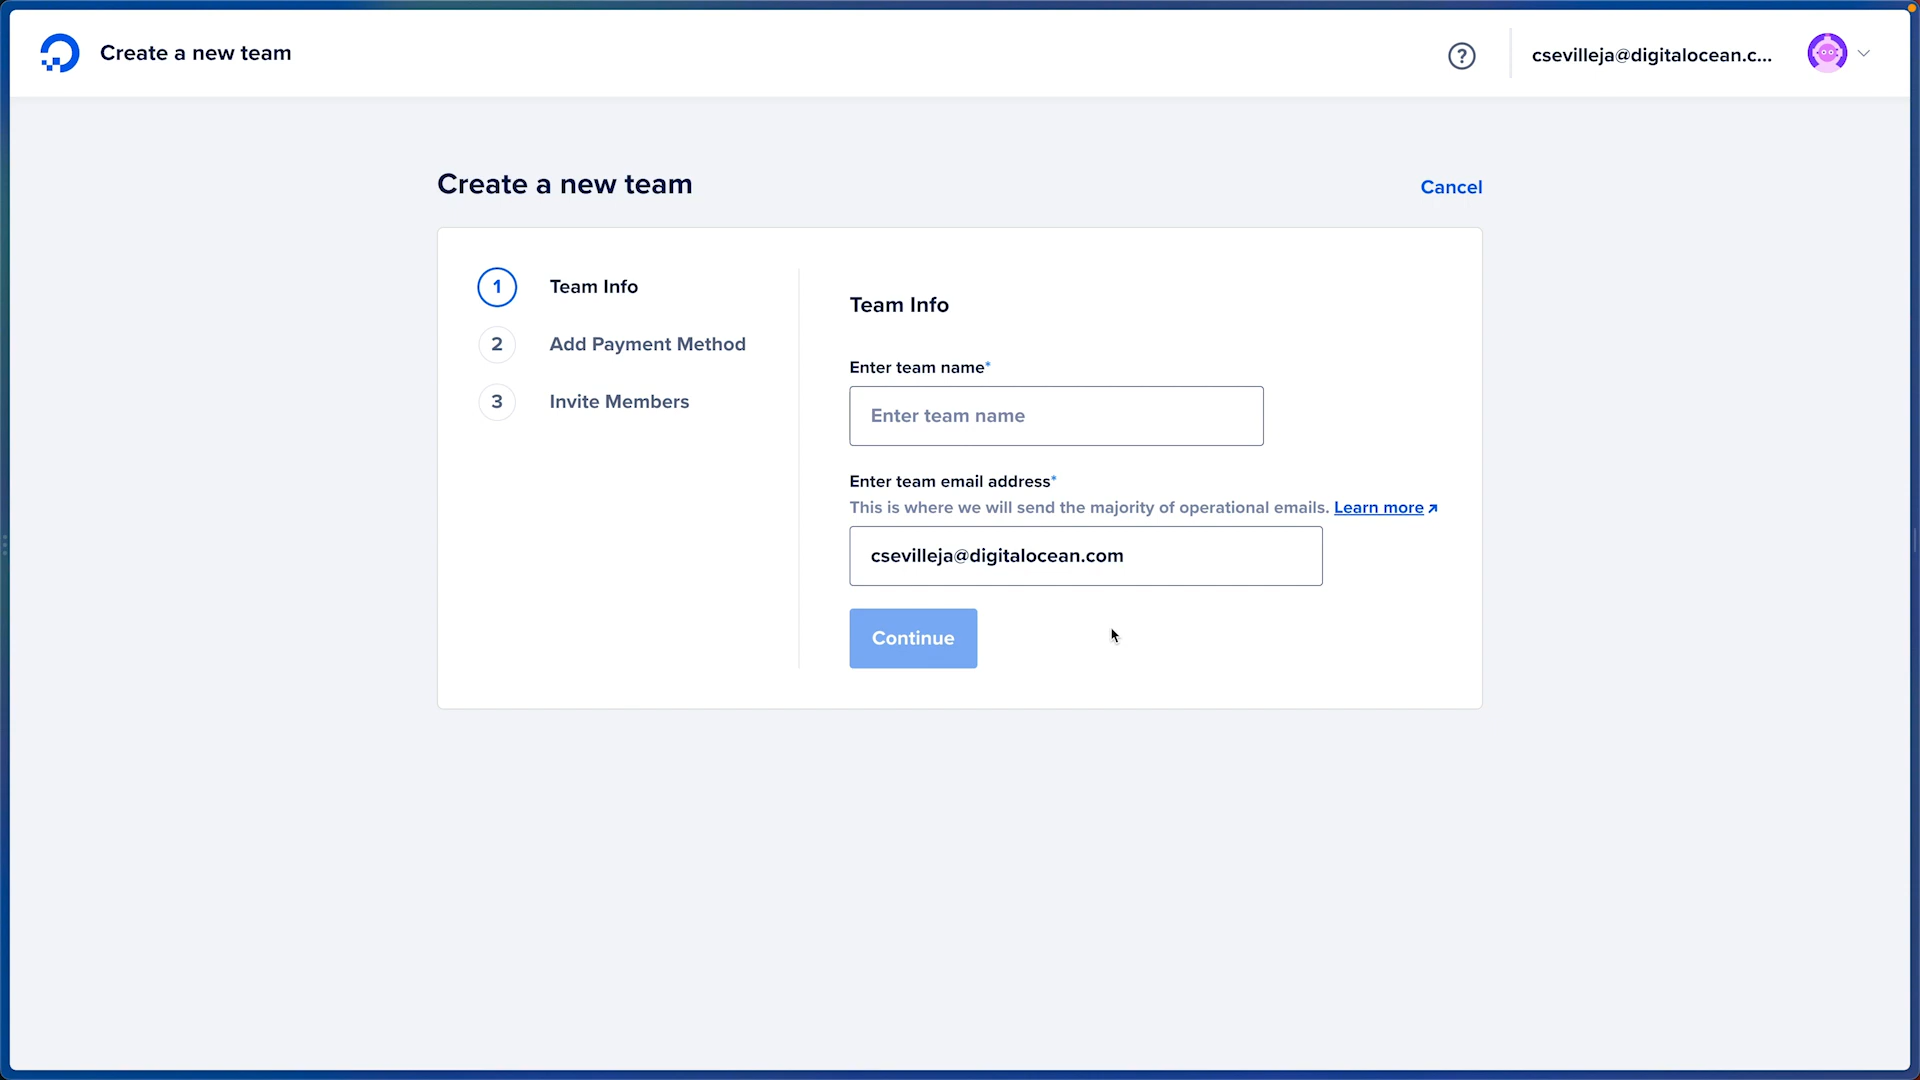 Create a new team
?
csevilleja@digitalocean.c...
Create a new team
Cancel
1 Team Info
2 Add Payment Method
3 Invite Members
Team Info
Enter team name*
Enter team name
Enter team email address*
This is where we will send the majority of operational emails. Learn more
csevilleja@digitalocean.com
Continue